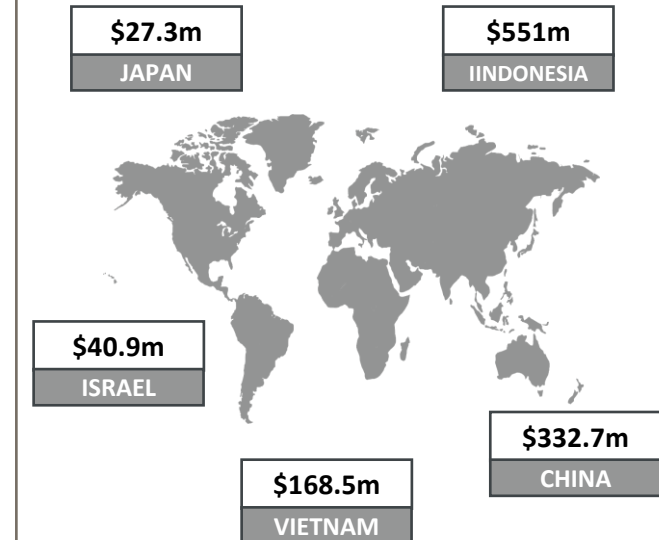 $27.3m
JAPAN
$551m
IINDONESIA
$40.9m
ISRAEL
$332.7m
CHINA
$168.5m
VIETNAM